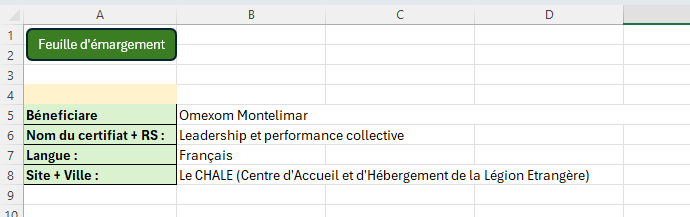 A B C D
1 Feuille d'émargement
2
3
4
5 Béneficiare Omexom Montelimar
6 Nom du certifiat + RS : Leadership et performance collective
7 Langue : Français
8 Site + Ville : Le CHALE (Centre d'Accueil et d'Hébergement de la Légion Etrangère)
9
10